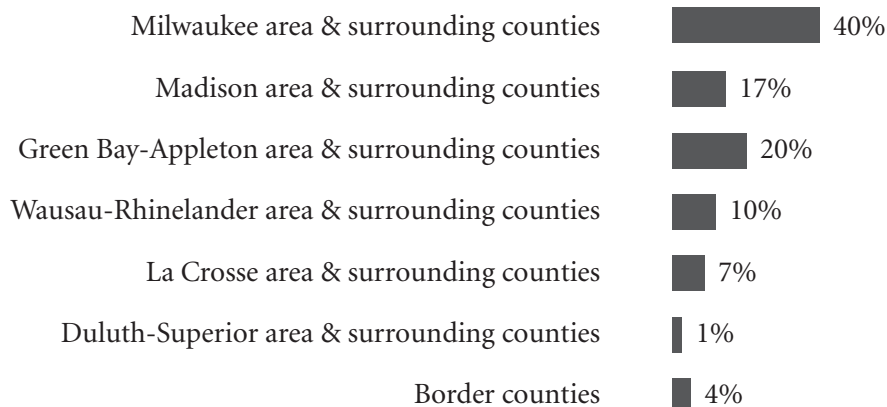 Milwaukee area & surrounding counties 40%
Madison area & surrounding counties 17%
Green Bay-Appleton area & surrounding counties 20%
Wausau-Rhinelander area & surrounding counties 10%
La Crosse area & surrounding counties 7%
Duluth-Superior area & surrounding counties 1%
Border counties 4%